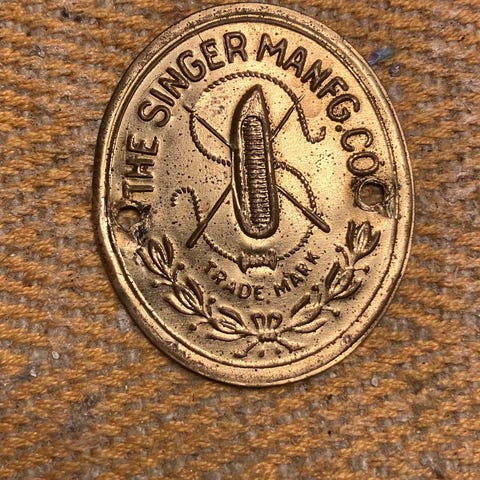 THE SINGER MANFG. CO
TRADE MARK